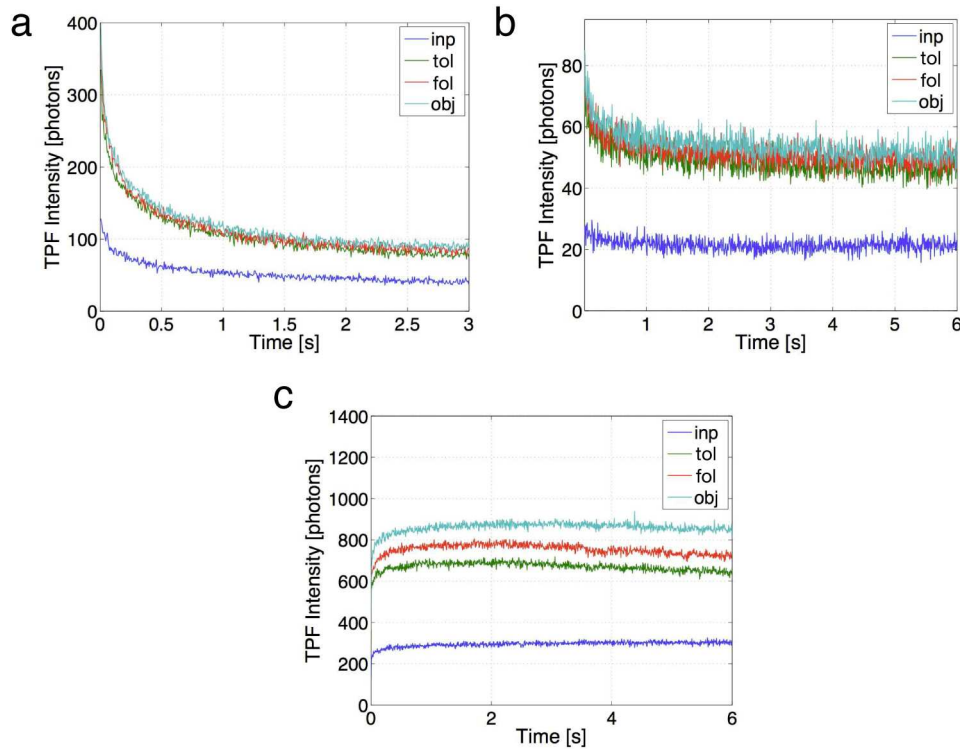 a
TPF Intensity [photons]
400
300
200
100
0
0 0.5 1 1.5 2 2.5 3
Time [s]
inp
tol
fol
obj
b
TPF Intensity [photons]
80
60
40
20
0
1 2 3 4 5 6
Time [s]
inp
tol
fol
obj
c
TPF Intensity [photons]
1400
1200
1000
800
600
400
200
0
0 2 4 6
Time [s]
inp
tol
fol
obj